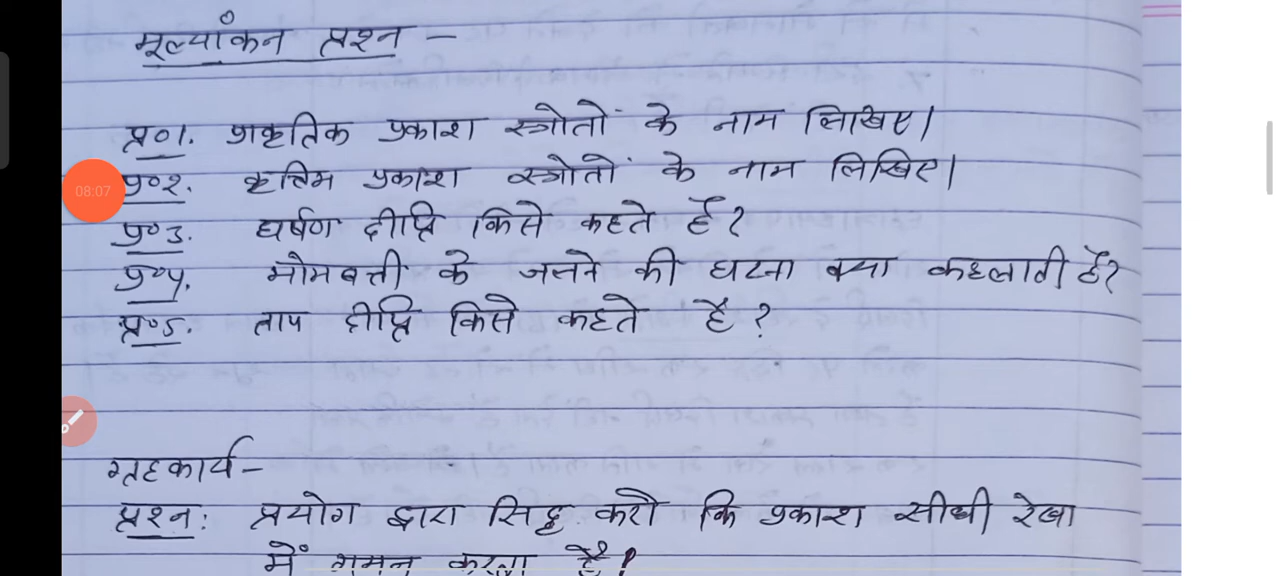 मूल्यांकन प्रश्न –
प्र०1. प्राकृतिक प्रकाश स्त्रोतों के नाम लिखिए।
08:07
प्र०२. कृत्रिम प्रकाश स्त्रोतों के नाम लिखिए।
प्र०3. घर्षण दीप्ति किसे कहते हैं?
प्र०4. मोमबत्ती के जलने की घटना क्या कहलाती है?
प्र०5. ताप दीप्ति किसे कहते हैं?
गृहकार्य–
प्रश्न: प्रयोग द्वारा सिद्ध करो कि प्रकाश सीधी रेखा
में गमन करता है।